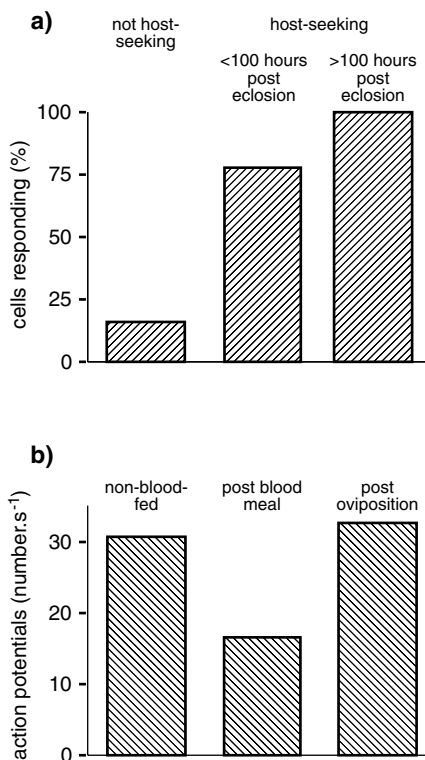 a)
not host-
seeking
host-seeking
<100 hours
post
eclosion
>100 hours
post
eclosion
100
75
50
25
0
cells responding (%)
b)
non-blood-
fed
post blood
meal
post
oviposition
30
20
10
0
action potentials (number.s⁻¹)